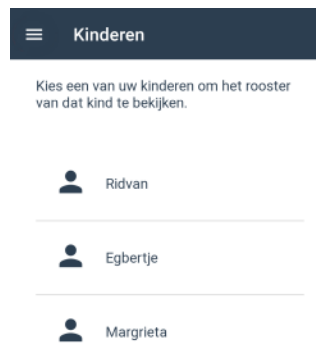 Kinderen
Kies een van uw kinderen om het rooster
van dat kind te bekijken.
Ridvan
Egbertje
Margrieta